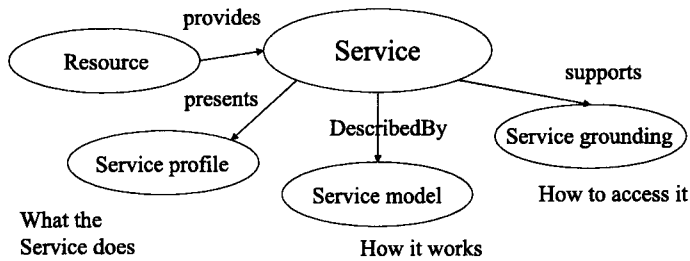 provides
Resource
Service
presents
supports
DescribedBy
Service grounding
Service profile
Service model
How to access it
What the
Service does
How it works